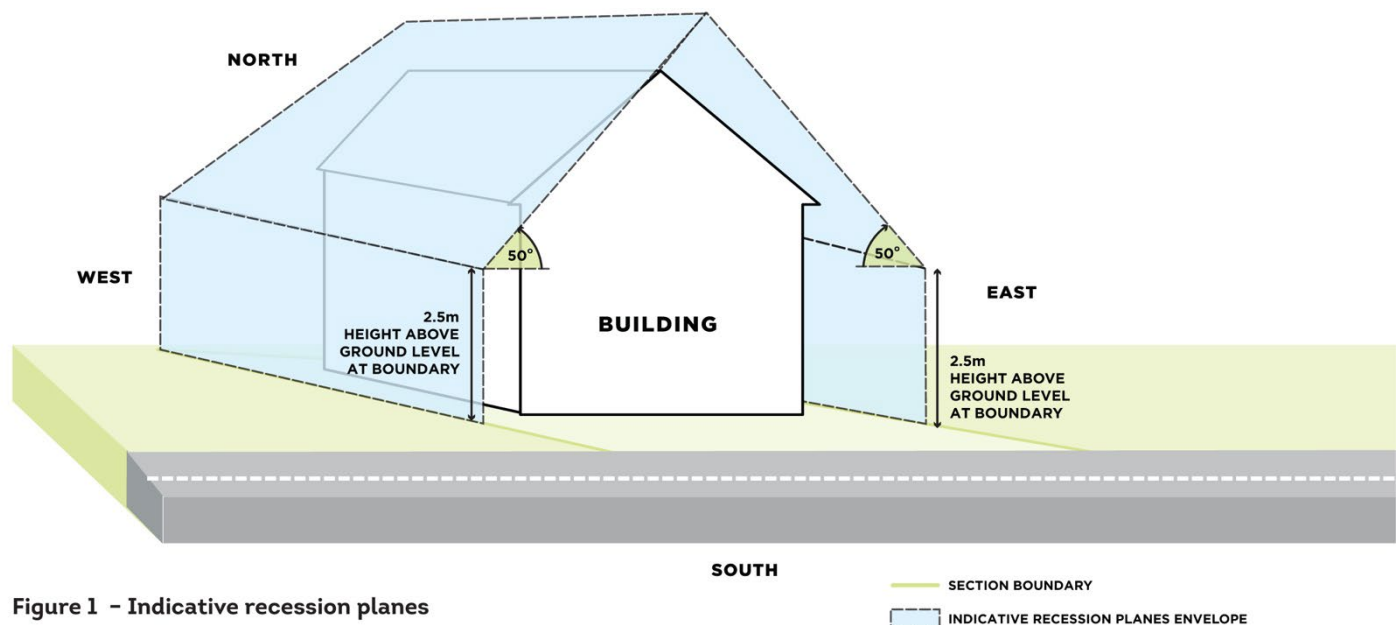 NORTH
50°
50°
WEST
EAST
BUILDING
2.5m
HEIGHT ABOVE
GROUND LEVEL
AT BOUNDARY
2.5m
HEIGHT ABOVE
GROUND LEVEL
AT BOUNDARY
SOUTH
SECTION BOUNDARY
Figure 1 – Indicative recession planes
INDICATIVE RECESSION PLANES ENVELOPE